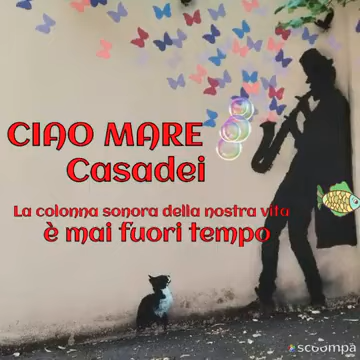 CIAO MARE
Casadei
La colonna sonora della nostra vita
è mai fuori tempo
scoompa